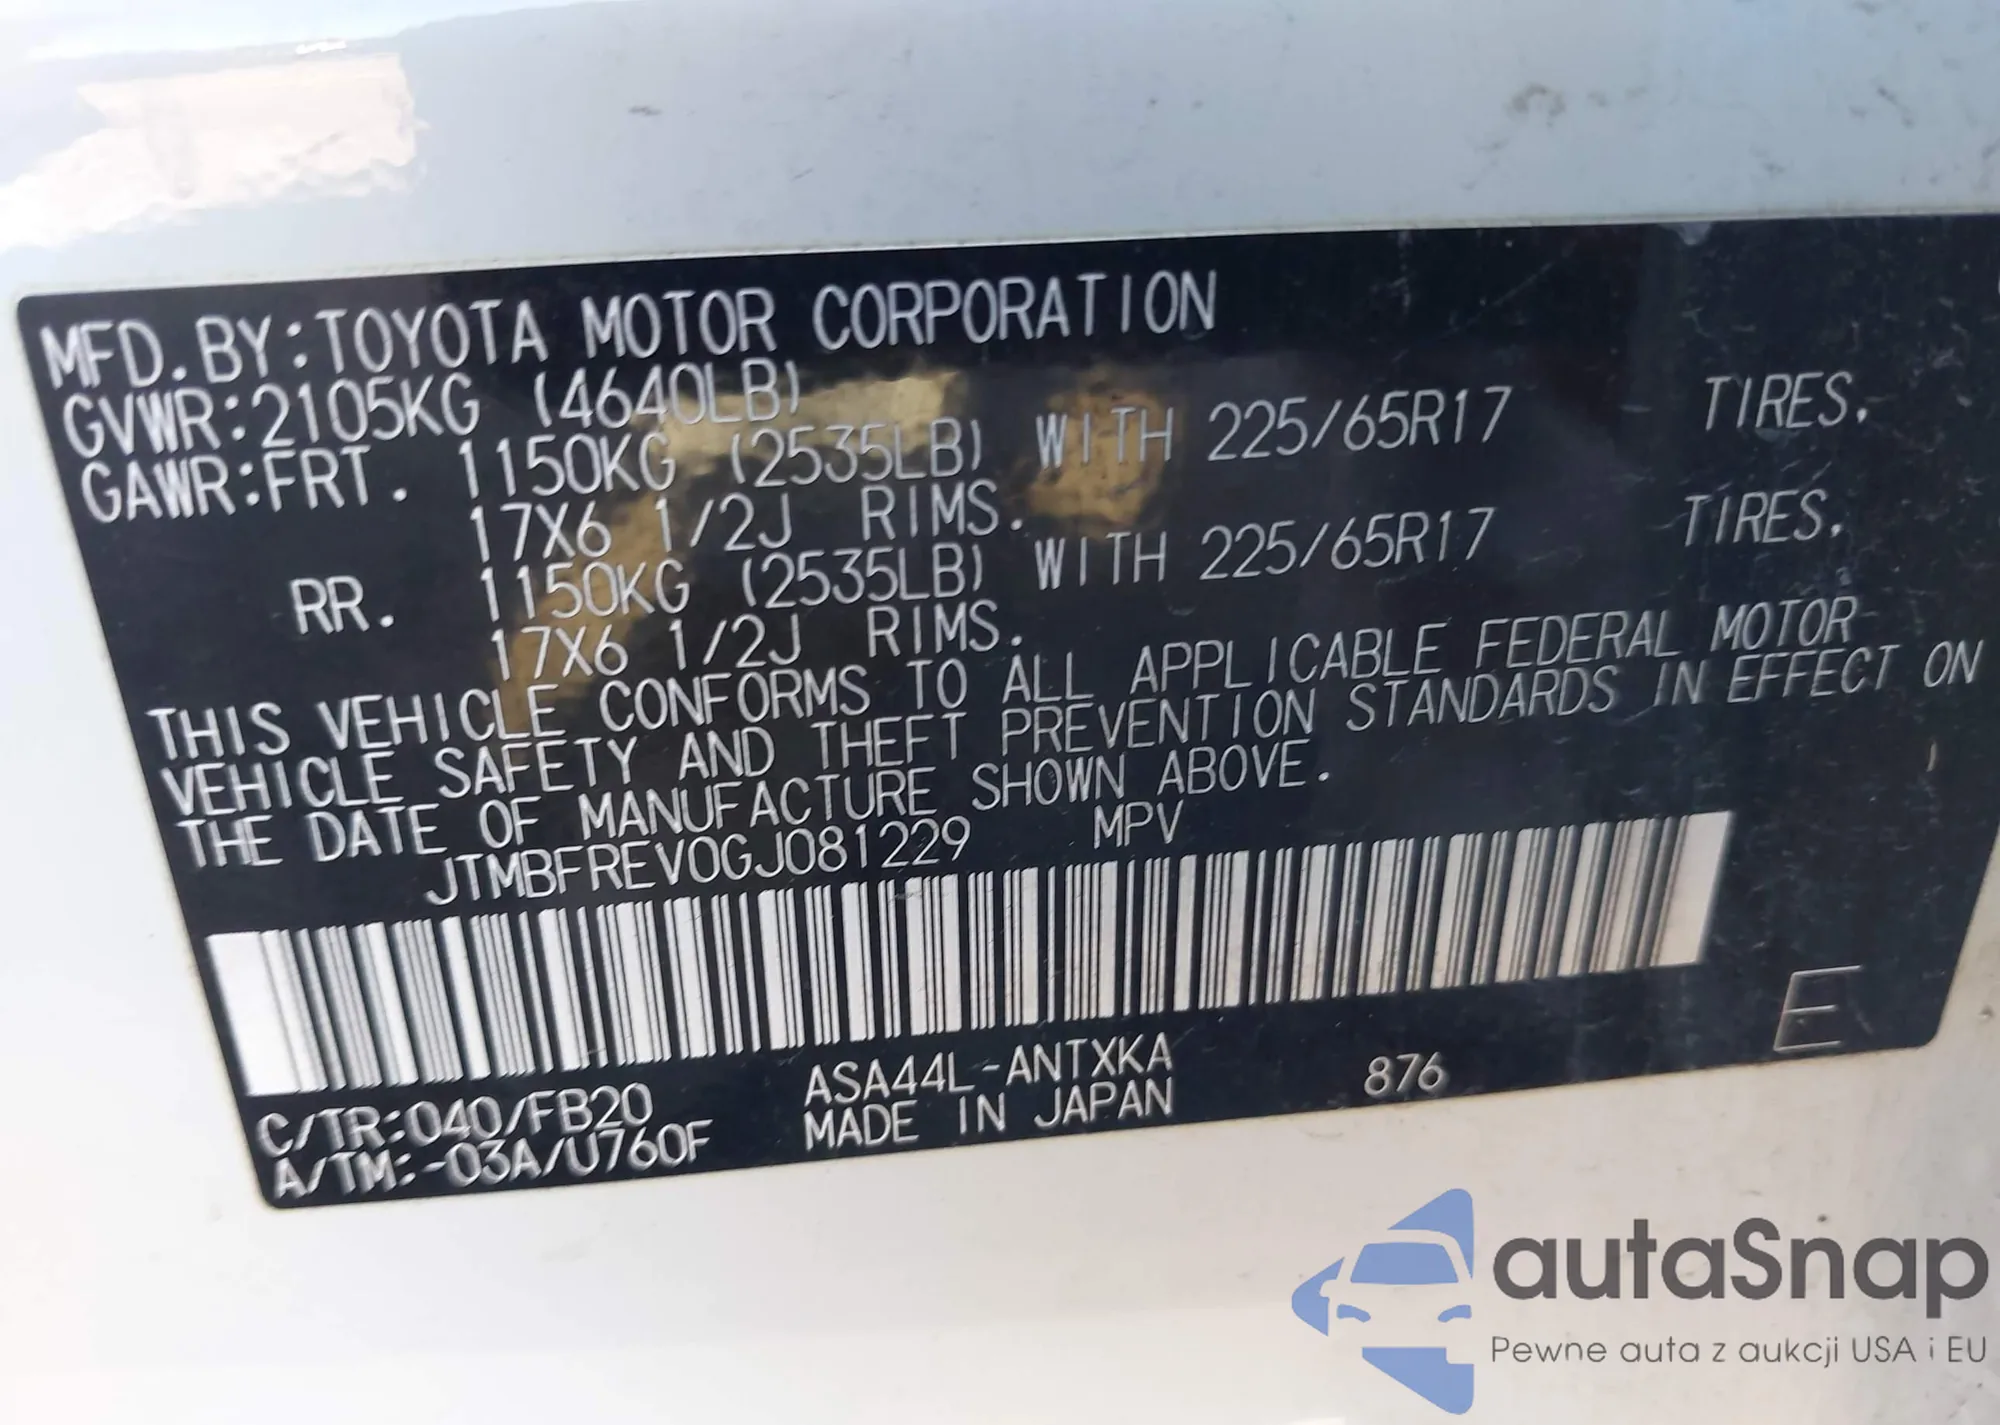 MFD. BY:TOYOTA MOTOR CORPORATION
GVWR:2105KG (4640LB)
GAWR:FRT. 1150KG (2535LB) WITH 225/65R17 TIRES,
17X6 1/2J RIMS.
RR. 1150KG (2535LB) WITH 225/65R17 TIRES,
17X6 1/2J RIMS.
THIS VEHICLE CONFORMS TO ALL APPLICABLE FEDERAL MOTOR
VEHICLE SAFETY AND THEFT PREVENTION STANDARDS IN EFFECT ON
THE DATE OF MANUFACTURE SHOWN ABOVE.
JTMBFREV0GJ081229 MPV
C/TR:040/FB20 ASA44L-ANTXKA 876 E
A/TM:-03A/U760F MADE IN JAPAN
autaSnap
Pewne auta z aukcji USA i EU